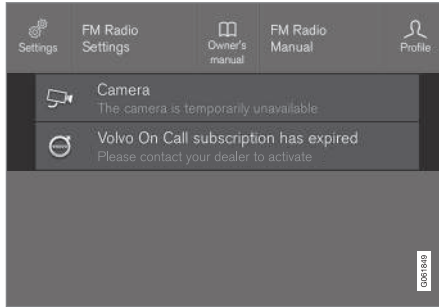 Settings
FM Radio
Settings
Owner's
manual
FM Radio
Manual
Profile
Camera
The camera is temporarily unavailable
Volvo On Call subscription has expired
Please contact your dealer to activate
G061849